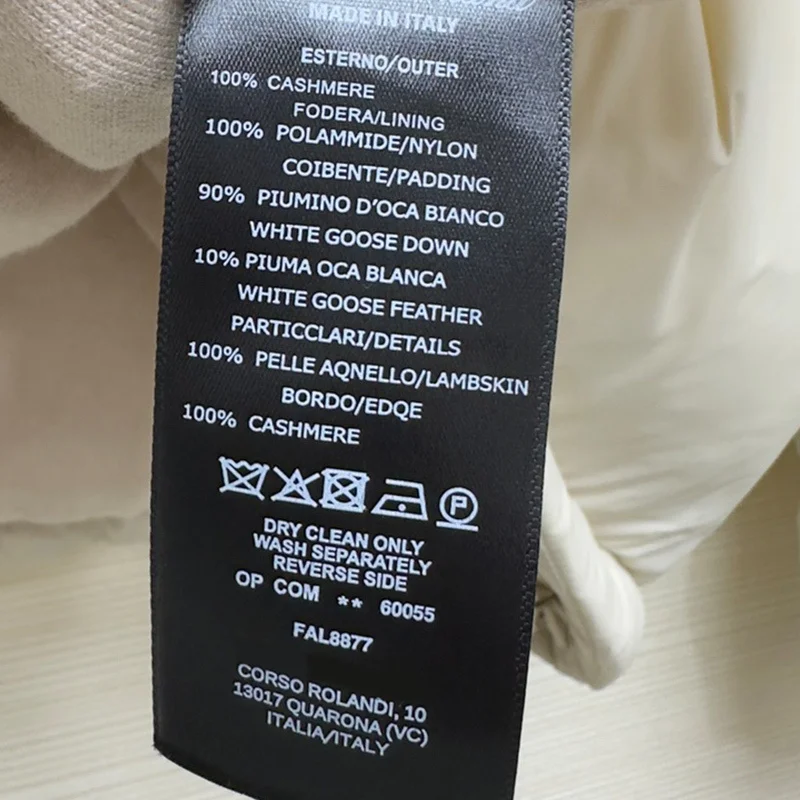 MADE IN ITALY
ESTERNO/OUTER
100% CASHMERE
FODERA/LINING
100% POLAMMIDE/NYLON
COIBENTE/PADDING
90% PIUMINO D'OCA BIANCO
WHITE GOOSE DOWN
10% PIUMA OCA BLANCA
WHITE GOOSE FEATHER
PARTICCLARI/DETAILS
100% PELLE AQNELLO/LAMBSKIN
BORDO/EDQE
100% CASHMERE
P
DRY CLEAN ONLY
WASH SEPARATELY
REVERSE SIDE
OP COM ** 60055
FAL8877
CORSO ROLANDI, 10
13017 QUARONA (VC)
ITALIA/ITALY